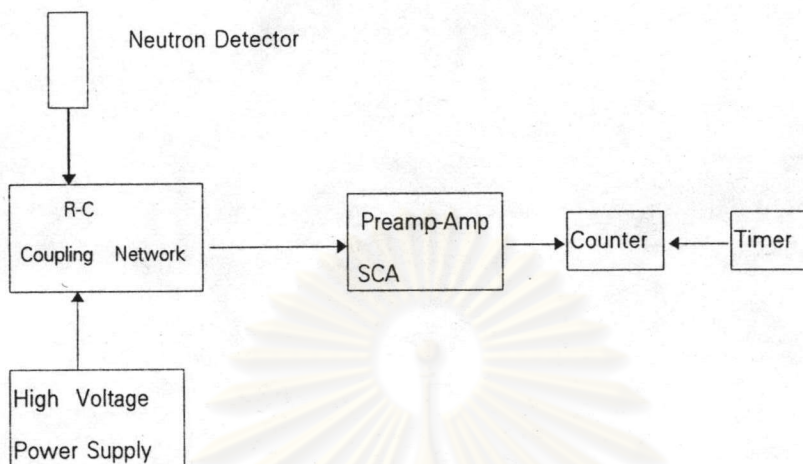 Neutron Detector
R-C
Coupling Network
Preamp-Amp
SCA
Counter
Timer
High Voltage
Power Supply